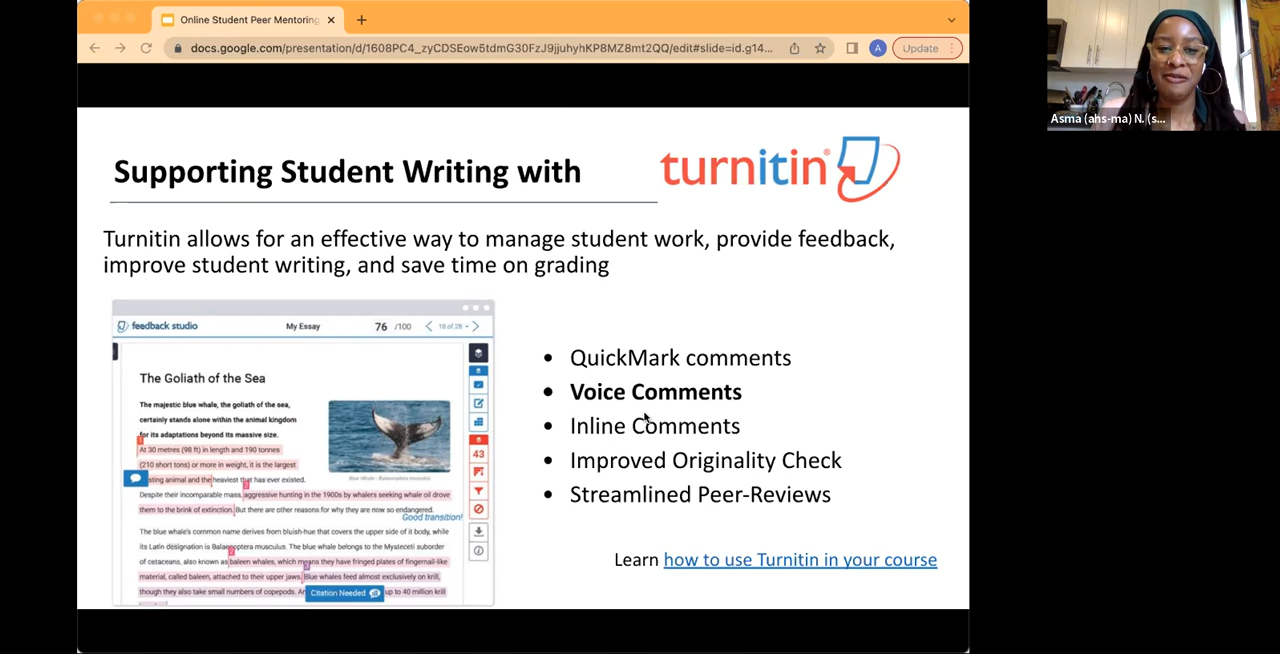 Online Student Peer Mentoring
docs.google.com/presentation/d/1608PC4_zyCDSEow5tdmG30FzJ9jjuhyhKP8MZ8mt2QQ/edit#slide=id.g14...
A
Update
Asma (ahs-ma) N. (s...
Supporting Student Writing with
turnitin®
Turnitin allows for an effective way to manage student work, provide feedback,
improve student writing, and save time on grading
feedback studio
My Essay
76 /100
18 of 28
The Goliath of the Sea
The majestic blue whale, the goliath of the sea,
certainly stands alone within the animal kingdom
for its adaptations beyond its massive size.
At 30 metres (98 ft) in length and 190 tonnes
(210 short tons) or more in weight, it is the largest
sting animal and the heaviest that has ever existed.
Blue Whale - Balaenoptera musculus
Despite their incomparable mass, aggressive hunting in the 1900s by whalers seeking whale oil drove
them to the brink of extinction. But there are other reasons for why they are now so endangered.
Good transition!
The blue whale's common name derives from bluish-hue that covers the upper side of it body, while
its Latin designation is Balaenoptera musculus. The blue whale belongs to the Mysteceti suborder
of cetaceans, also known as baleen whales, which means they have fringed plates of fingernail-like
material, called baleen, attached to their upper jaws. Blue whales feed almost exclusively on krill,
though they also take small numbers of copepods. An
Citation Needed
up to 40 million krill
43
• QuickMark comments
• Voice Comments
• Inline Comments
• Improved Originality Check
• Streamlined Peer-Reviews
Learn how to use Turnitin in your course